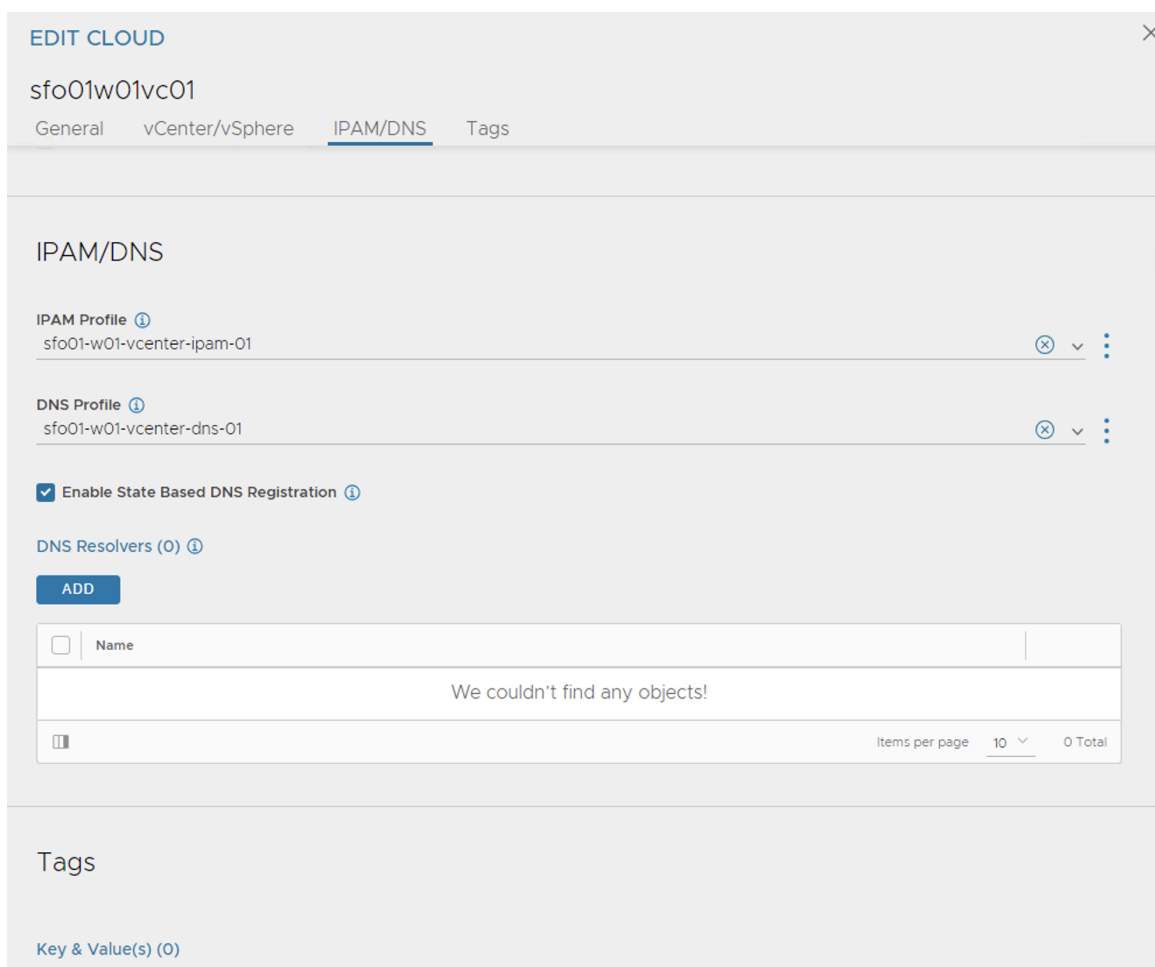 EDIT CLOUD
sfo01w01vc01
General vCenter/vSphere IPAM/DNS Tags
IPAM/DNS
IPAM Profile
sfo01-w01-vcenter-ipam-01
DNS Profile
sfo01-w01-vcenter-dns-01
Enable State Based DNS Registration
DNS Resolvers (0)
ADD
Name
We couldn't find any objects!
Items per page 10 0 Total
Tags
Key & Value(s) (0)